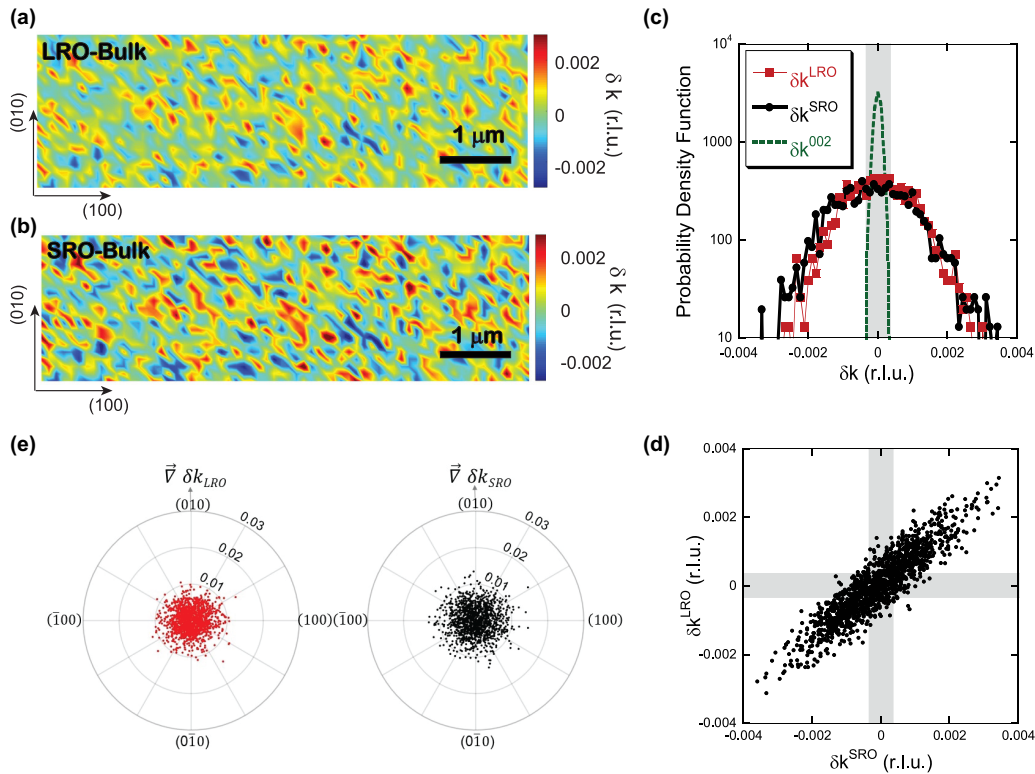 (a)
LRO-Bulk
(010)
(100)
1 μm
0.002
0
-0.002
δ k (r.l.u.)
(b)
SRO-Bulk
(010)
(100)
1 μm
0.002
0
-0.002
δ k (r.l.u.)
(c)
Probability Density Function
10⁴
1000
100
10
δk^LRO
δk^SRO
δk^002
-0.004 -0.002 0 0.002 0.004
δk (r.l.u.)
(e)
∇⃗ δk_LRO
(010)
0.03
0.02
0.01
(1̅00)
(100)
(01̅0)
∇⃗ δk_SRO
(010)
0.03
0.02
0.01
(1̅00)
(100)
(01̅0)
(d)
δk^LRO (r.l.u.)
0.004
0.002
0
-0.002
-0.004
-0.004 -0.002 0 0.002 0.004
δk^SRO (r.l.u.)